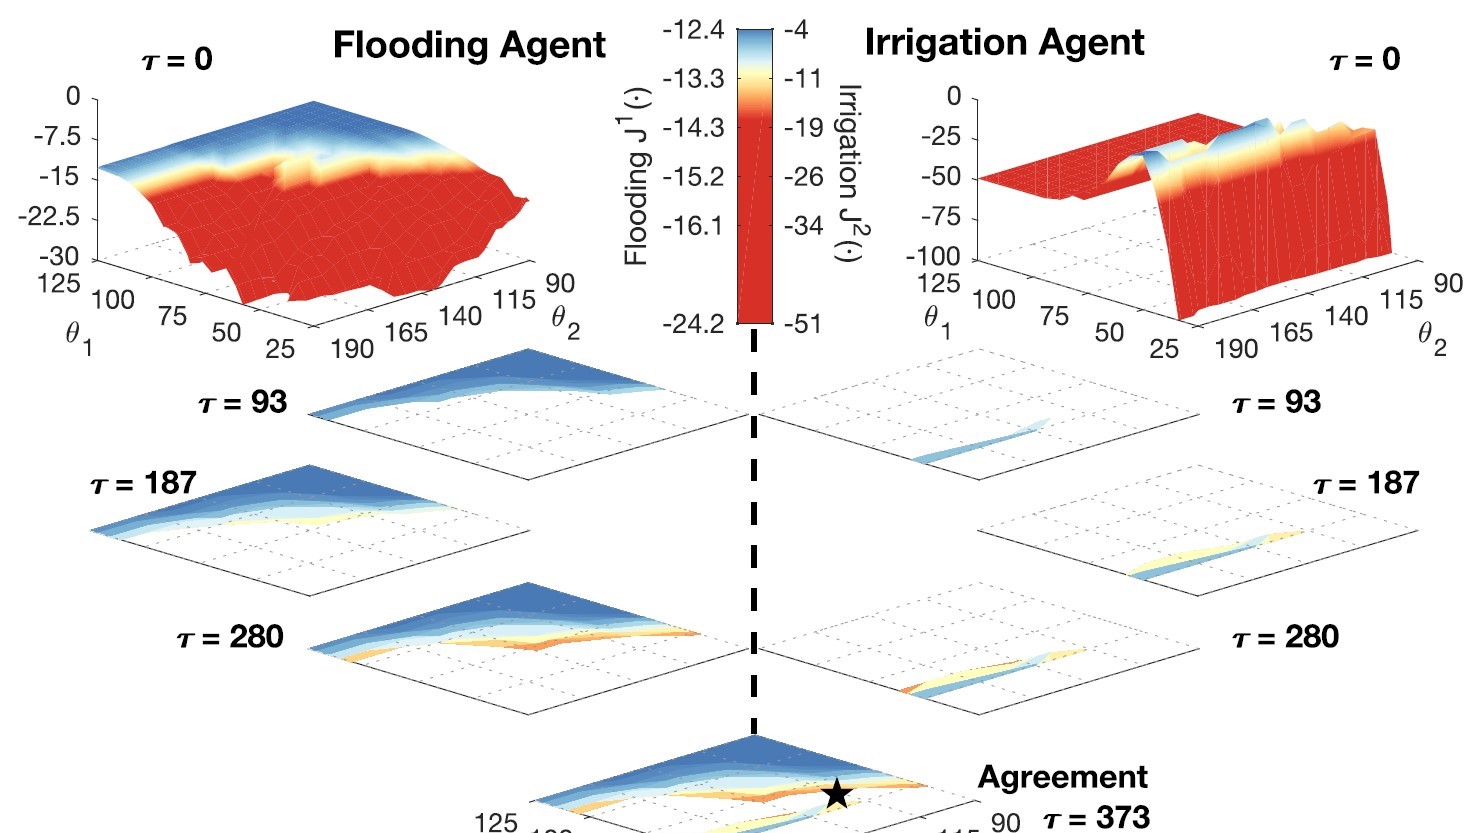 Flooding Agent
Irrigation Agent
τ = 0
τ = 0
0
-7.5
-15
-22.5
-30
125
100
75
50
25
θ1
190
165
140
115
90
θ2
-12.4
-13.3
-14.3
-15.2
-16.1
-24.2
Flooding J1(·)
-4
-11
-19
-26
-34
-51
Irrigation J2(·)
0
-25
-50
-75
-100
125
100
75
50
25
θ1
190
165
140
115
90
θ2
τ = 93
τ = 93
τ = 187
τ = 187
τ = 280
τ = 280
Agreement
τ = 373
125
90